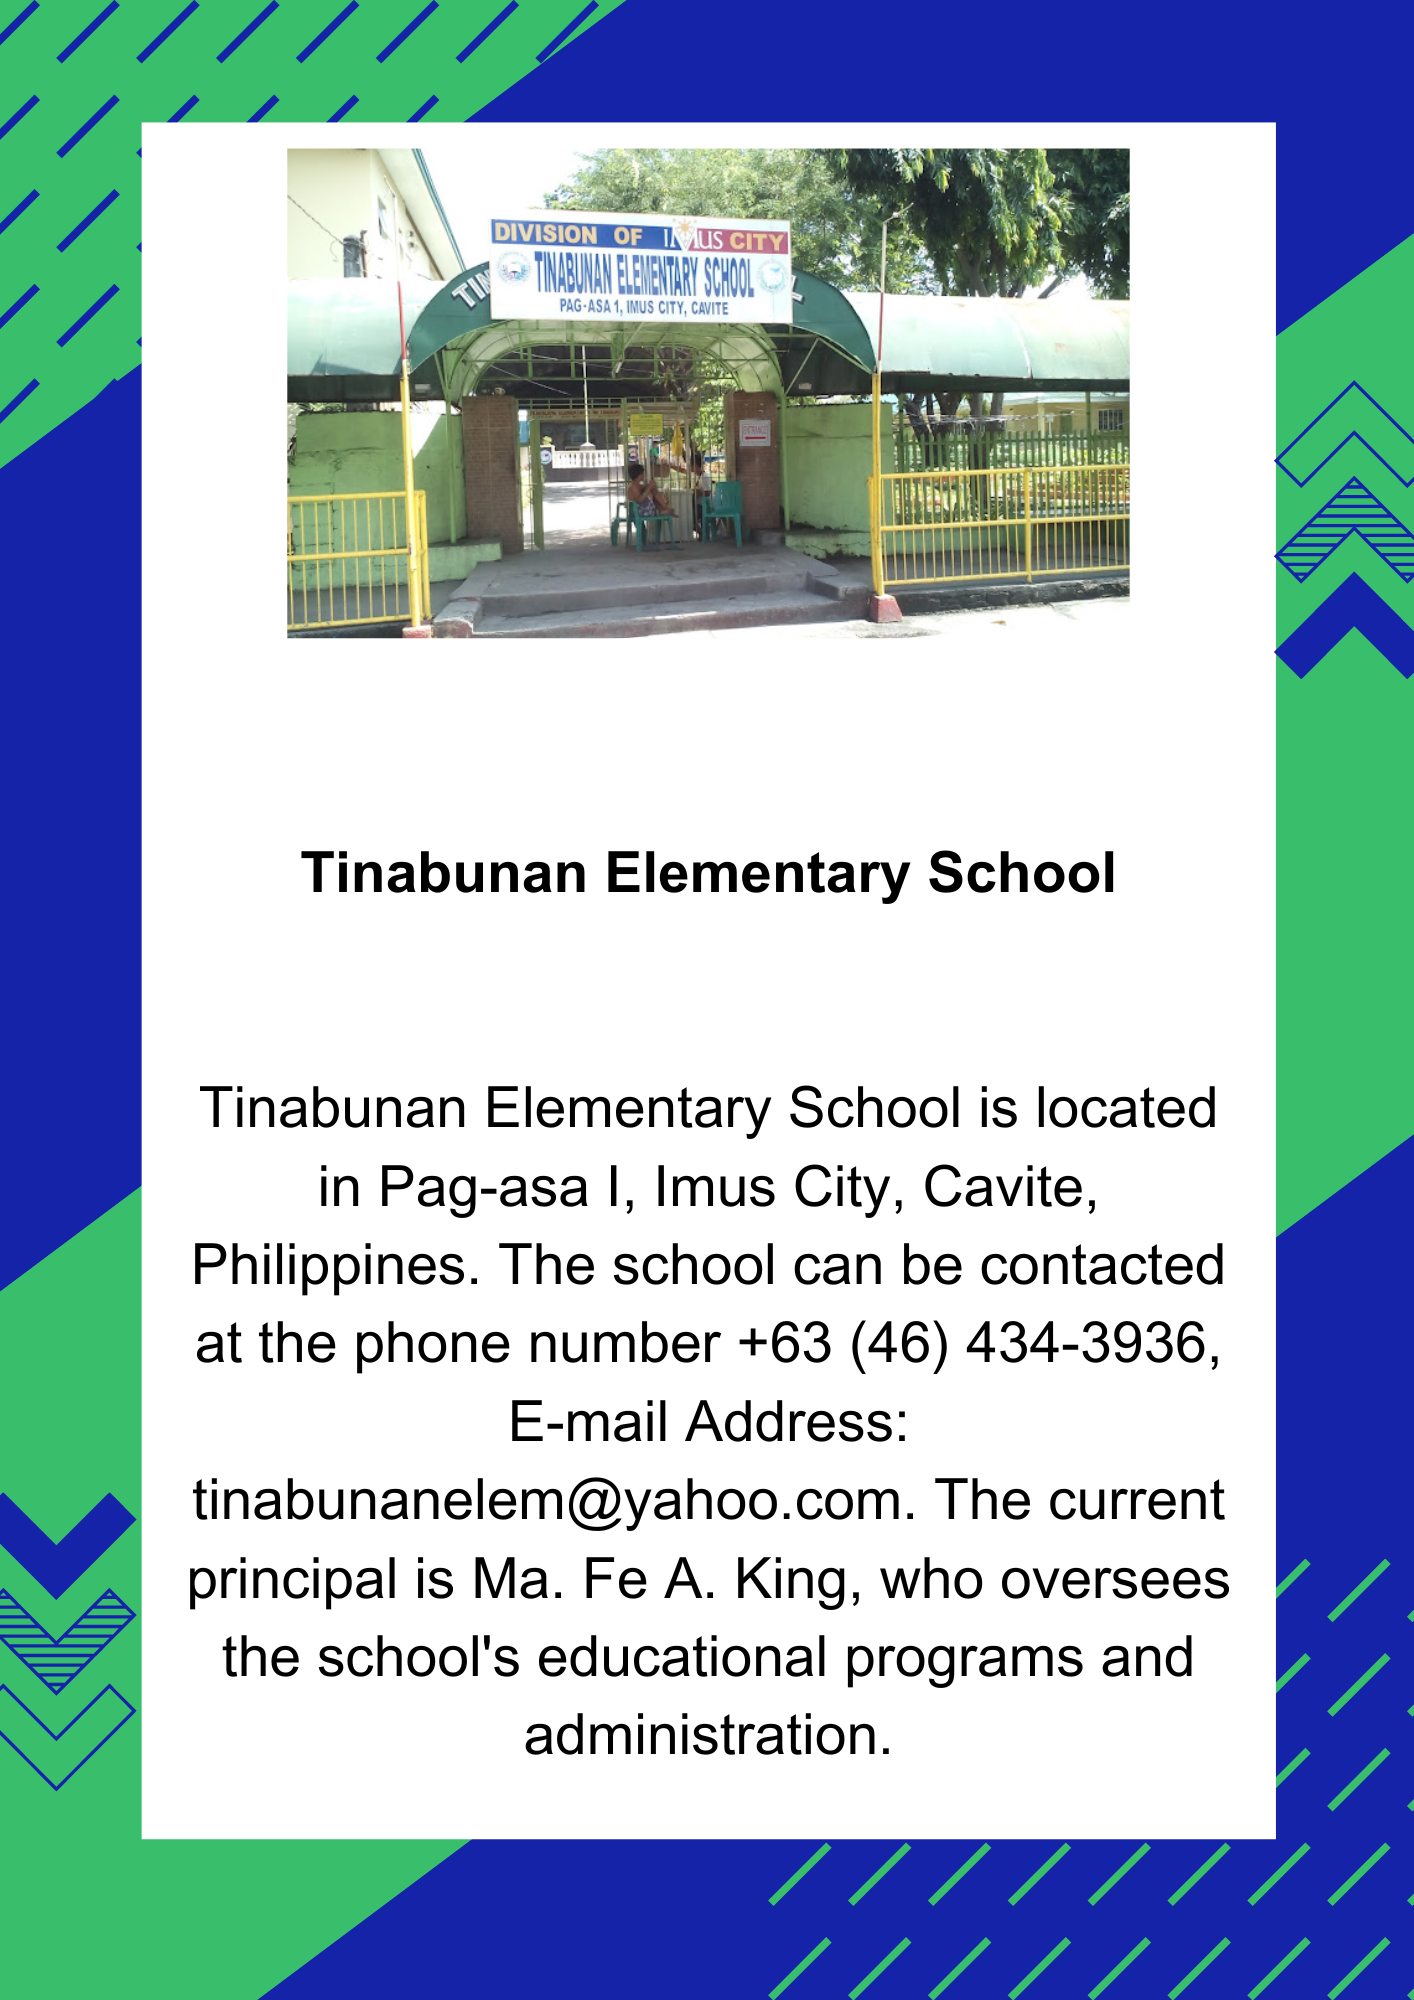 DIVISION OF IMUS CITY
TIN
TINABUNAN ELEMENTARY SCHOOL
PAG-ASA 1, IMUS CITY, CAVITE
ENTRANCE
Tinabunan Elementary School
Tinabunan Elementary School is located
in Pag-asa I, Imus City, Cavite,
Philippines. The school can be contacted
at the phone number +63 (46) 434-3936,
E-mail Address:
tinabunanelem@yahoo.com. The current
principal is Ma. Fe A. King, who oversees
the school's educational programs and
administration.